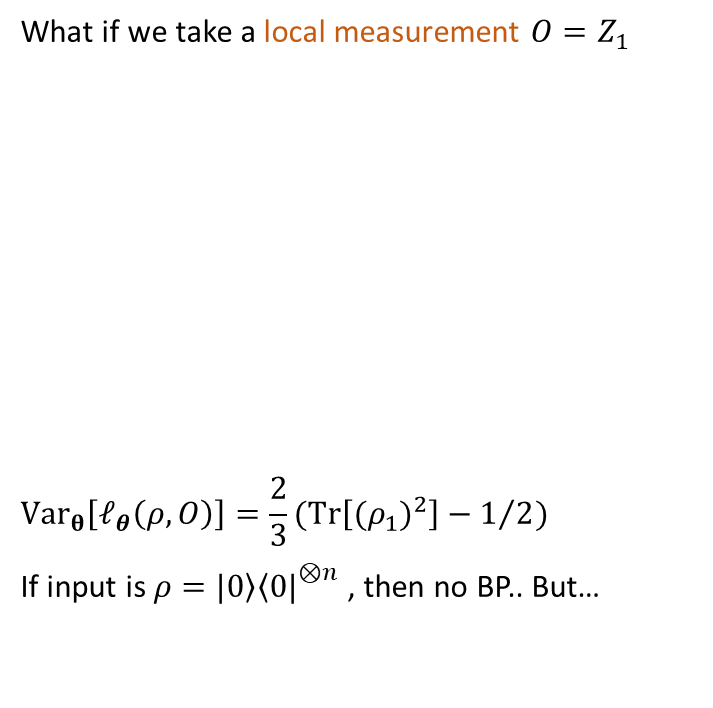 What if we take a local measurement 𝑂 = 𝑍₁
Var_𝛉[ℓ_𝜽(𝜌, 𝑂)] = 2/3 (Tr[(𝜌₁)²] − 1/2)
If input is 𝜌 = |0⟩⟨0|^⊗𝑛 , then no BP.. But...